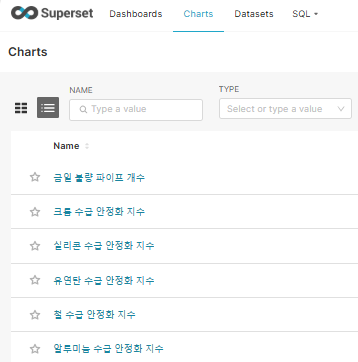 Superset Dashboards Charts Datasets SQL
Charts
NAME TYPE
Type a value Select or type a value
Name
금일 불량 파이프 개수
크롬 수급 안정화 지수
실리콘 수급 안정화 지수
유연탄 수급 안정화 지수
철 수급 안정화 지수
알루미늄 수급 안정화 지수